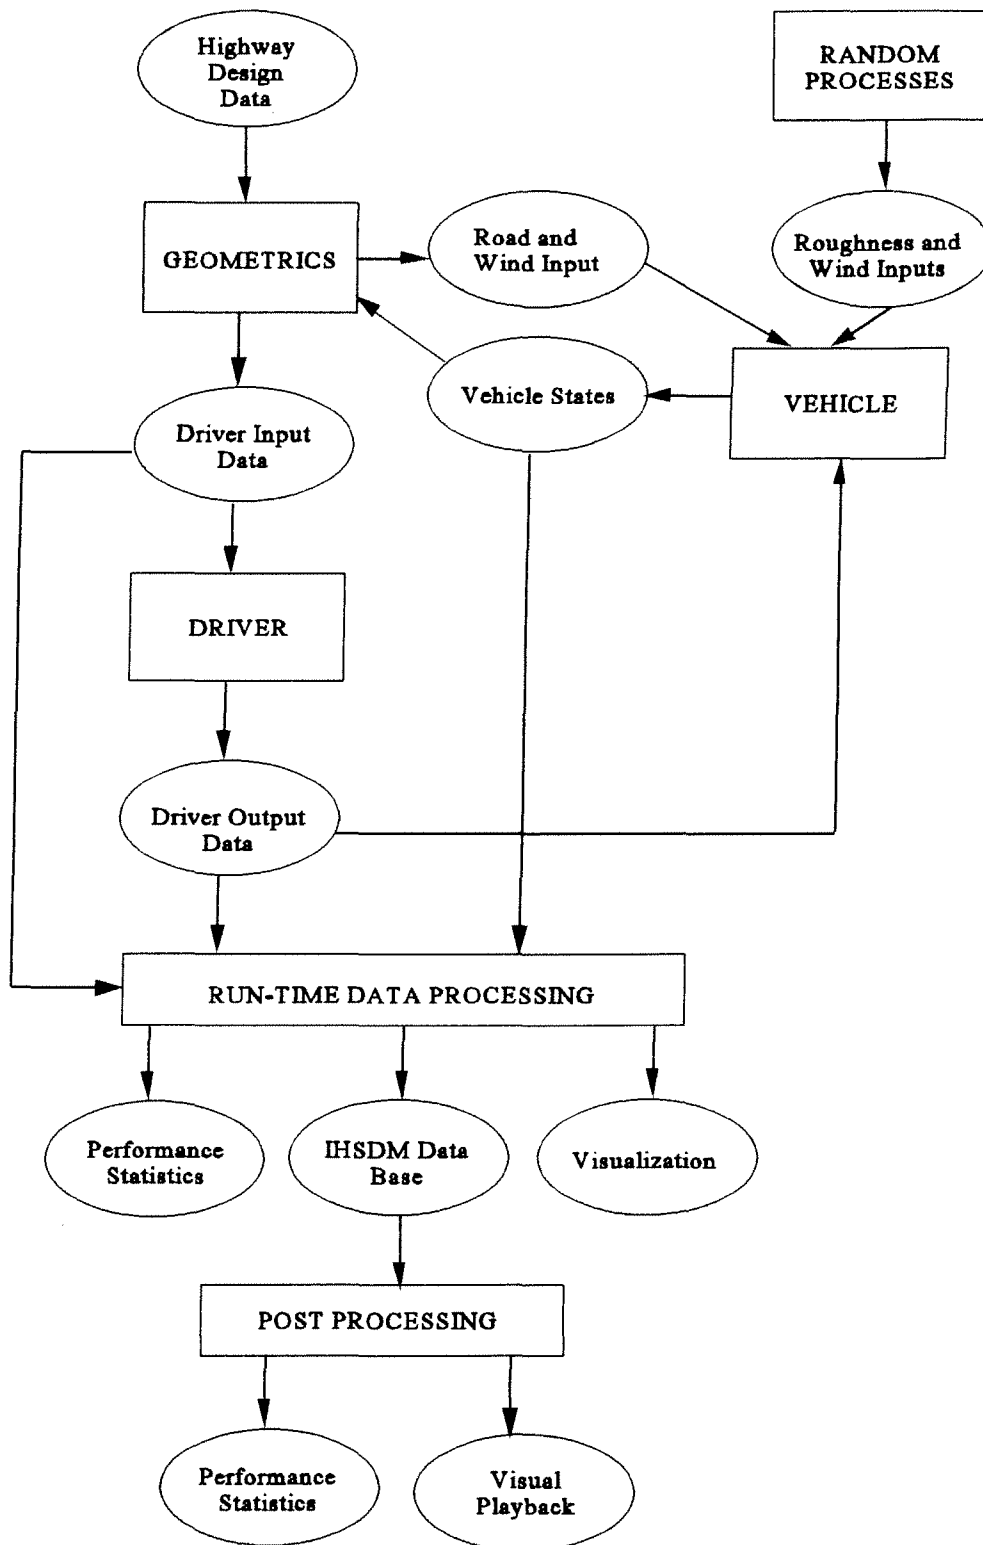 Highway
Design
Data
RANDOM
PROCESSES
GEOMETRICS
Road and
Wind Input
Roughness and
Wind Inputs
Vehicle States
VEHICLE
Driver Input
Data
DRIVER
Driver Output
Data
RUN-TIME DATA PROCESSING
Performance
Statistics
IHSDM Data
Base
Visualization
POST PROCESSING
Performance
Statistics
Visual
Playback